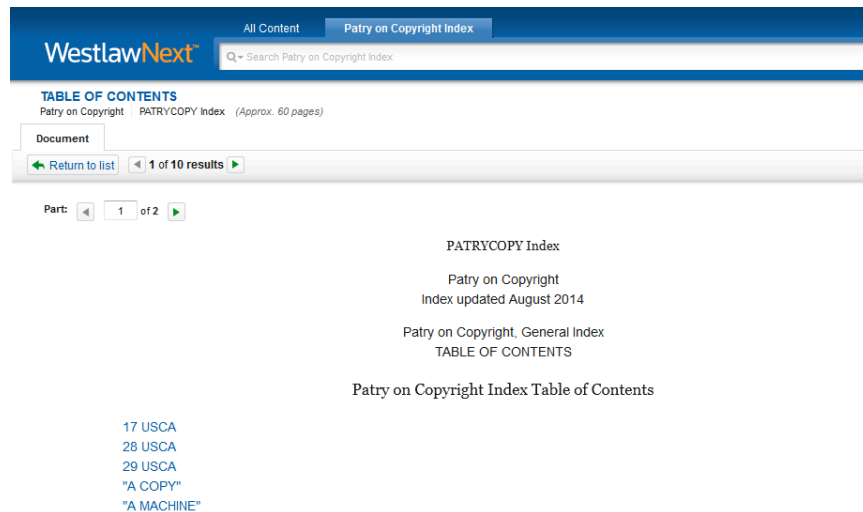 All Content Patry on Copyright Index
WestlawNext™ Search Patry on Copyright Index
TABLE OF CONTENTS
Patry on Copyright PATRYCOPY Index (Approx. 60 pages)
Document
Return to list 1 of 10 results
Part: 1 of 2
PATRYCOPY Index
Patry on Copyright
Index updated August 2014
Patry on Copyright, General Index
TABLE OF CONTENTS
Patry on Copyright Index Table of Contents
17 USCA
28 USCA
29 USCA
"A COPY"
"A MACHINE"